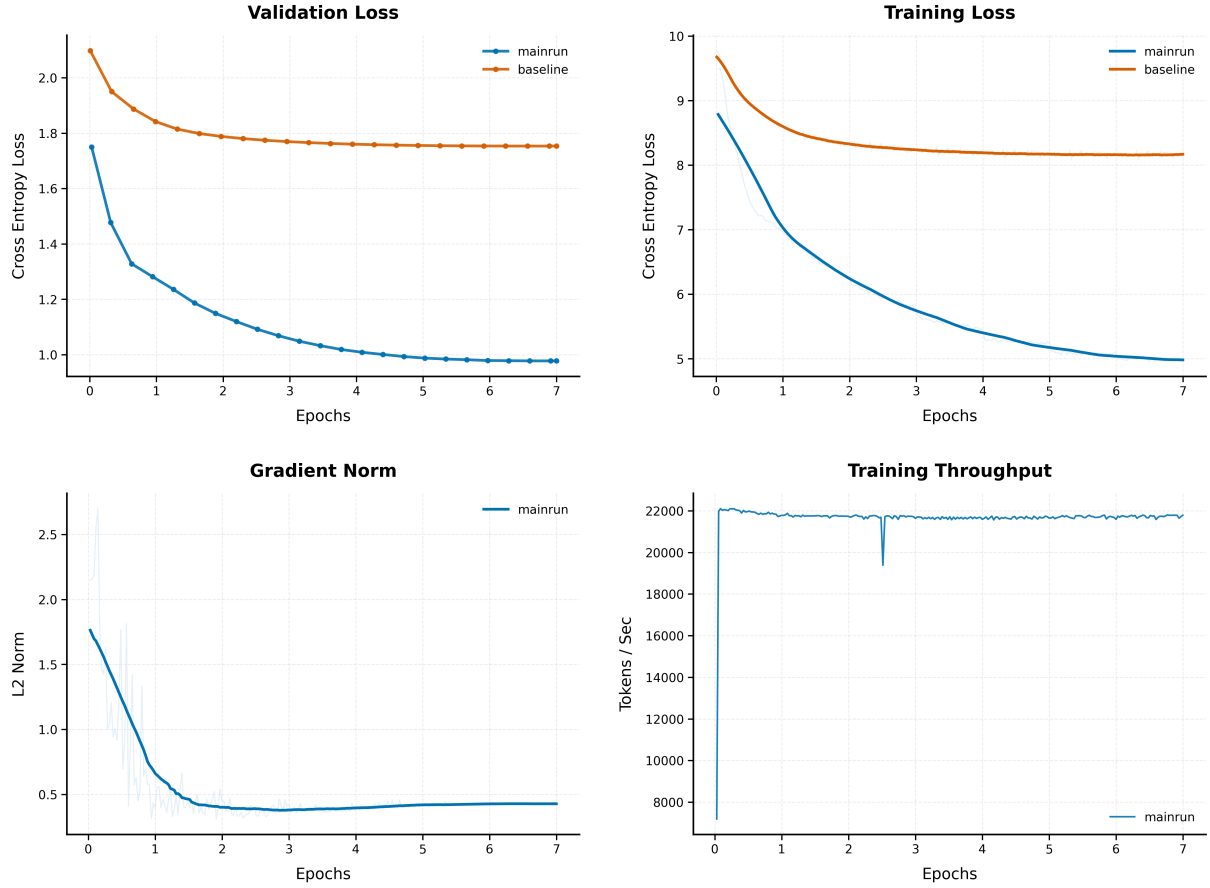 Validation Loss
Cross Entropy Loss
2.0
1.8
1.6
1.4
1.2
1.0
mainrun
baseline
0 1 2 3 4 5 6 7
Epochs
Training Loss
Cross Entropy Loss
10
9
8
7
6
5
mainrun
baseline
0 1 2 3 4 5 6 7
Epochs
Gradient Norm
L2 Norm
2.5
2.0
1.5
1.0
0.5
mainrun
0 1 2 3 4 5 6 7
Epochs
Training Throughput
Tokens / Sec
22000
20000
18000
16000
14000
12000
10000
8000
mainrun
0 1 2 3 4 5 6 7
Epochs